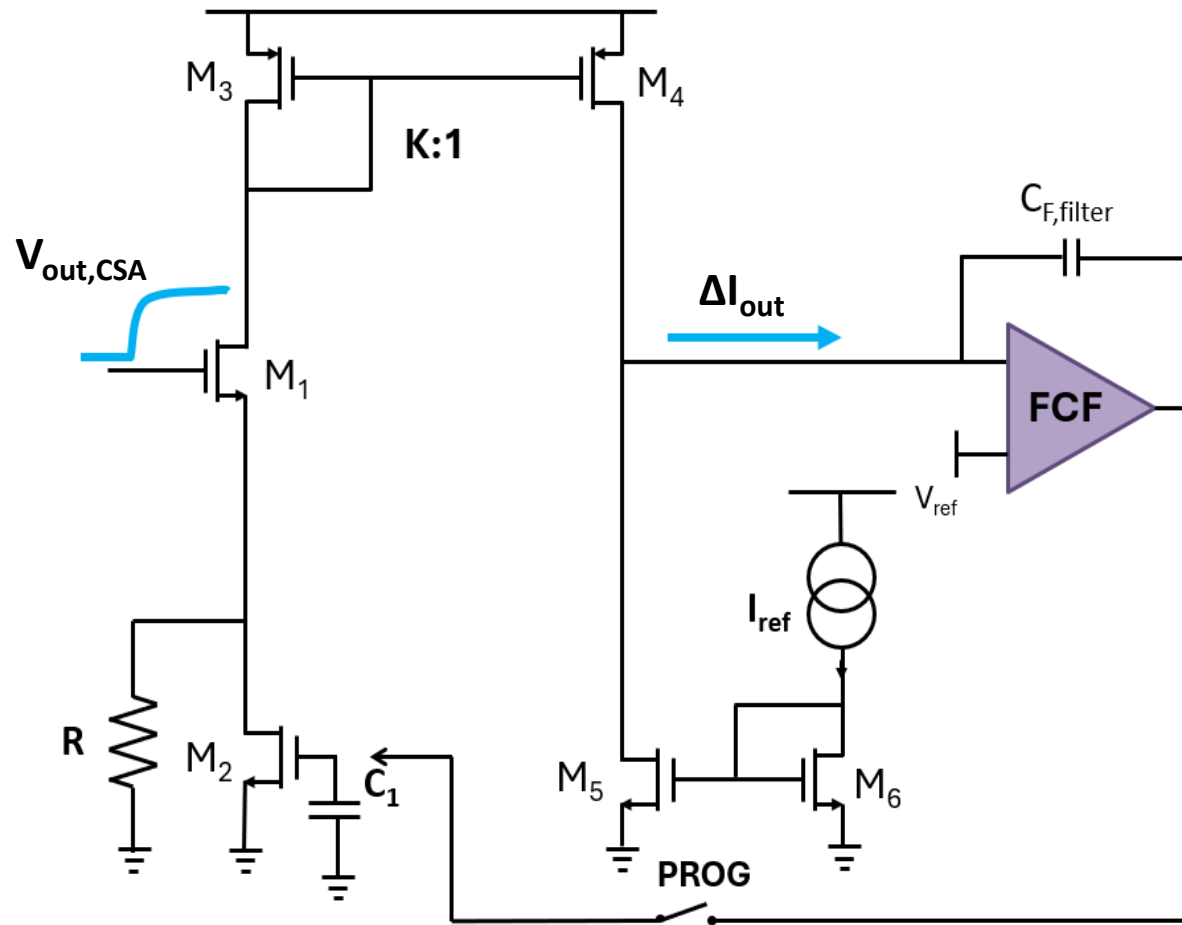 M3
M4
K:1
CF,filter
Vout,CSA
ΔIout
M1
FCF
Vref
Iref
R
M2
C1
M5
M6
PROG